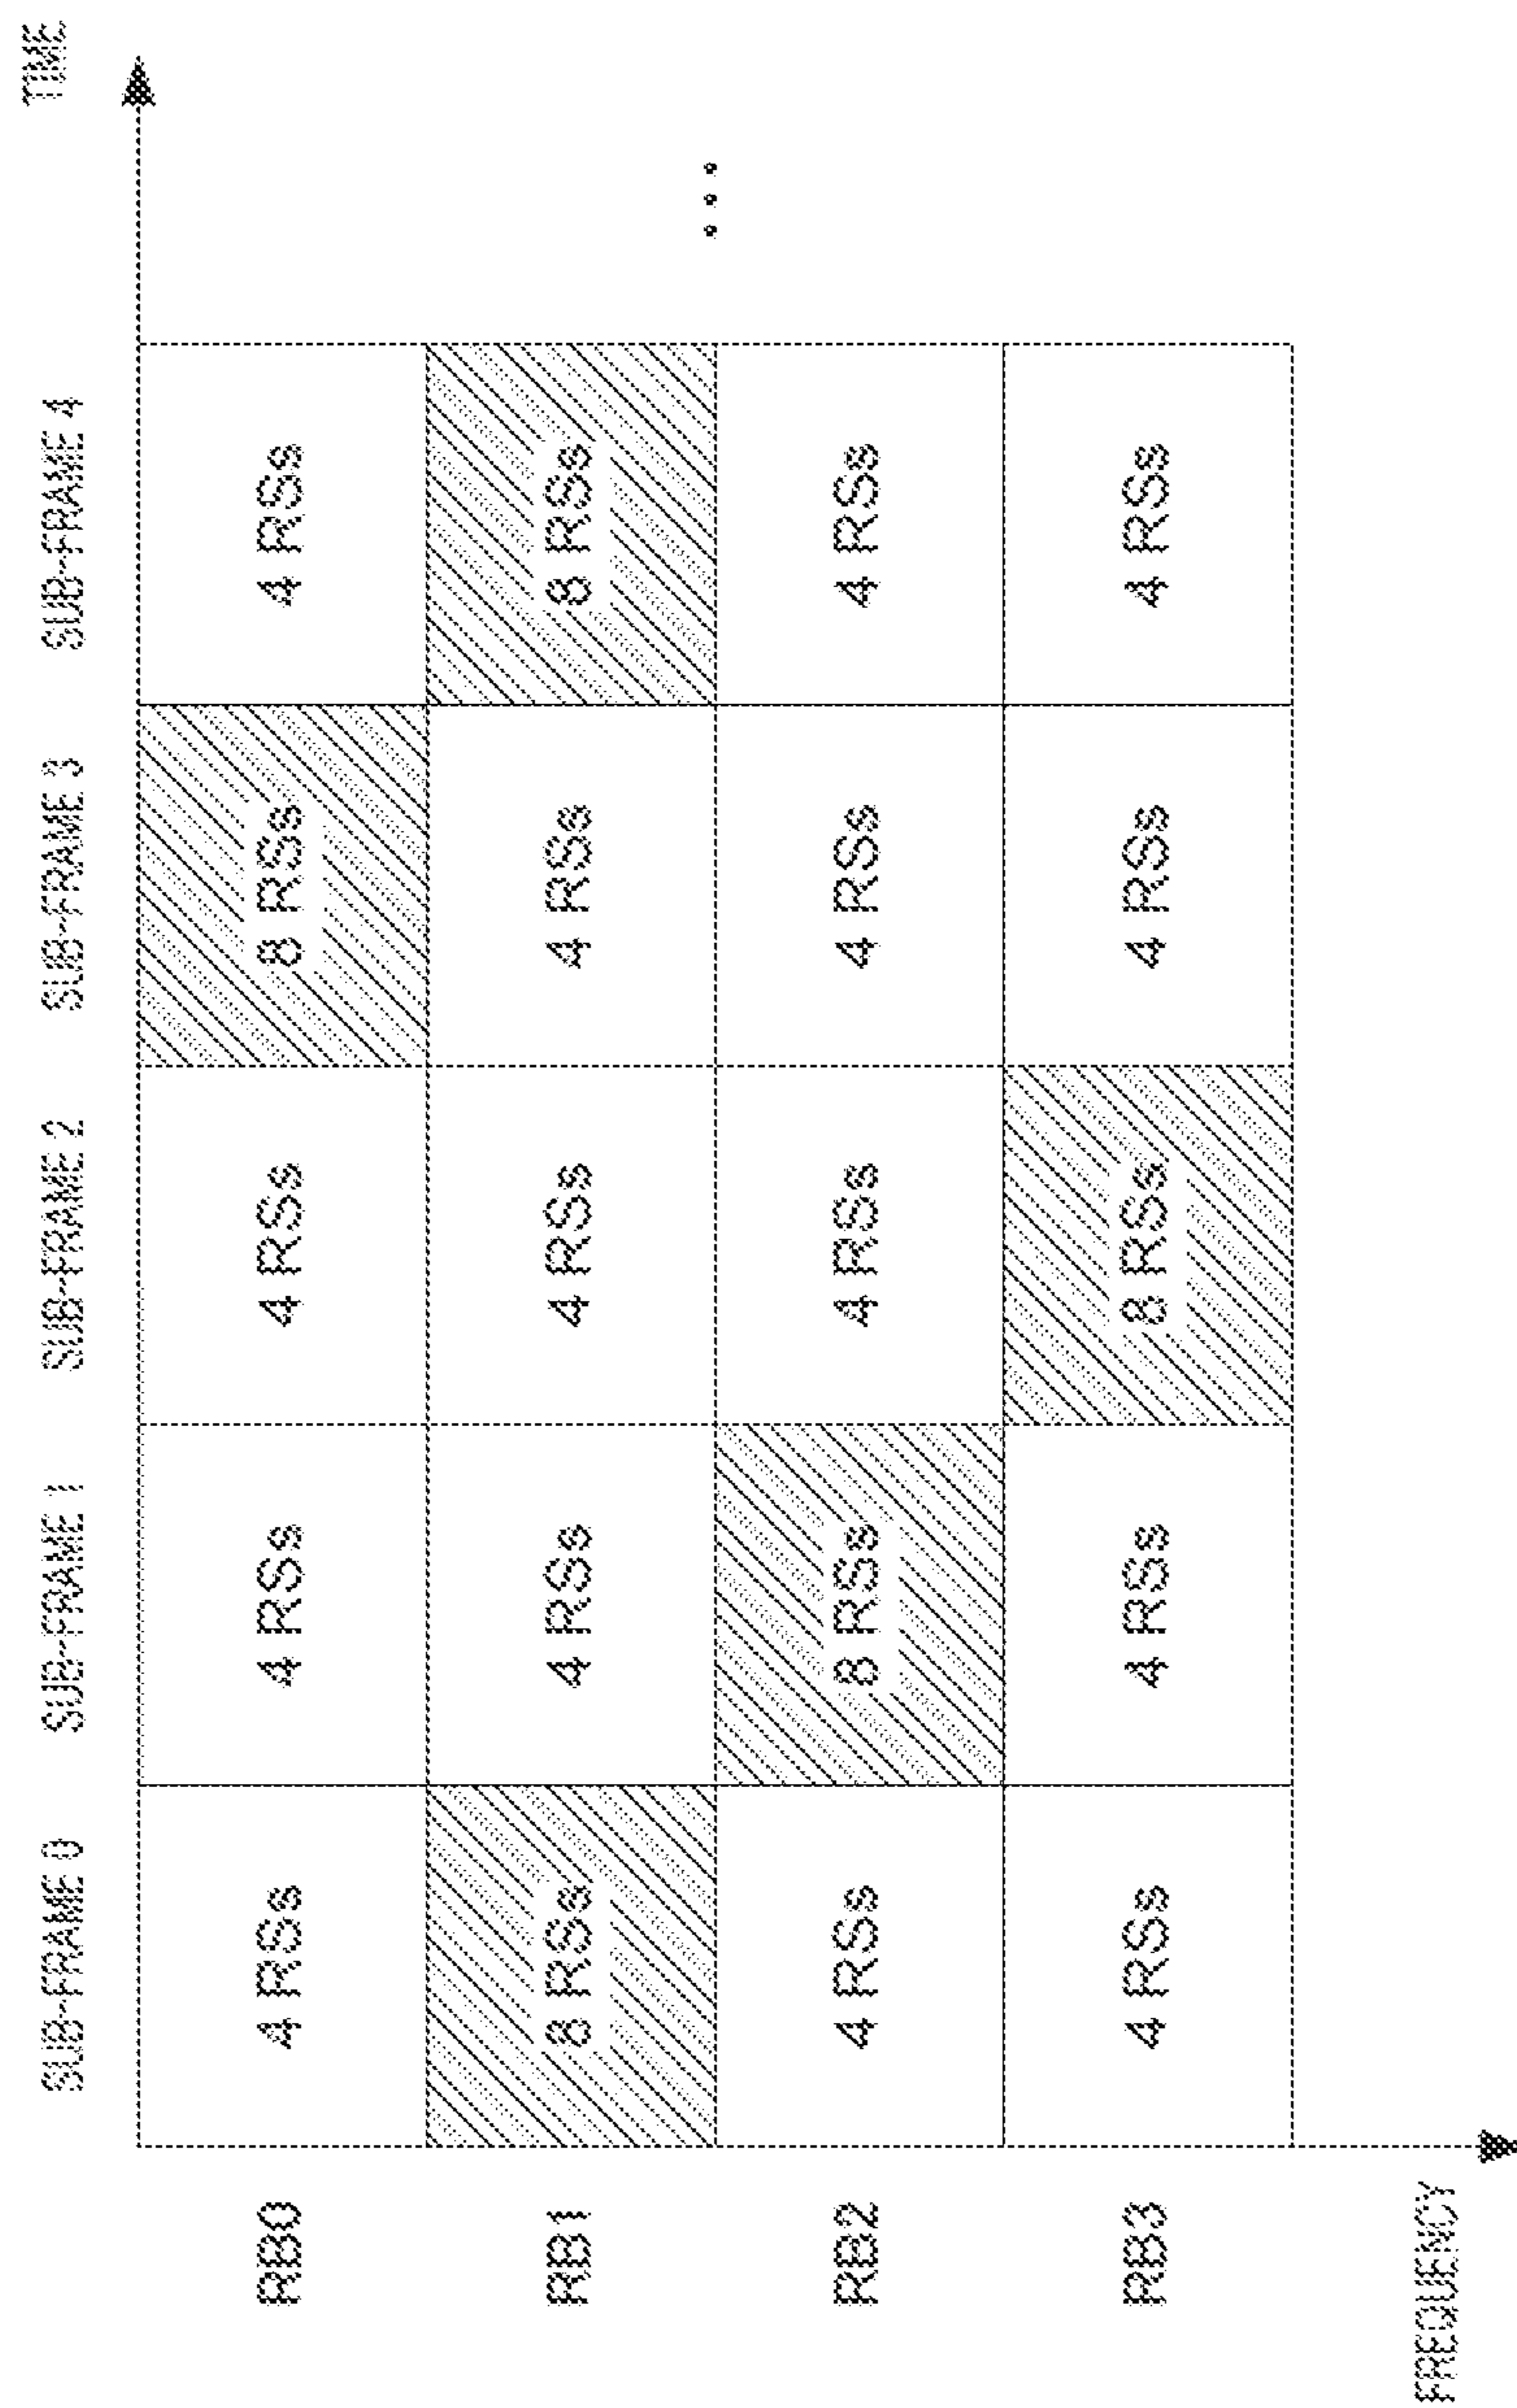 TIME
SUB-FRAME 0 SUB-FRAME 1 SUB-FRAME 2 SUB-FRAME 3 SUB-FRAME 4
RB0 4 RSs 4 RSs 4 RSs 8 RSs 4 RSs
RB1 8 RSs 4 RSs 4 RSs 4 RSs 8 RSs
...
RB2 4 RSs 8 RSs 4 RSs 4 RSs 4 RSs
RB3 4 RSs 4 RSs 8 RSs 4 RSs 4 RSs
FREQUENCY